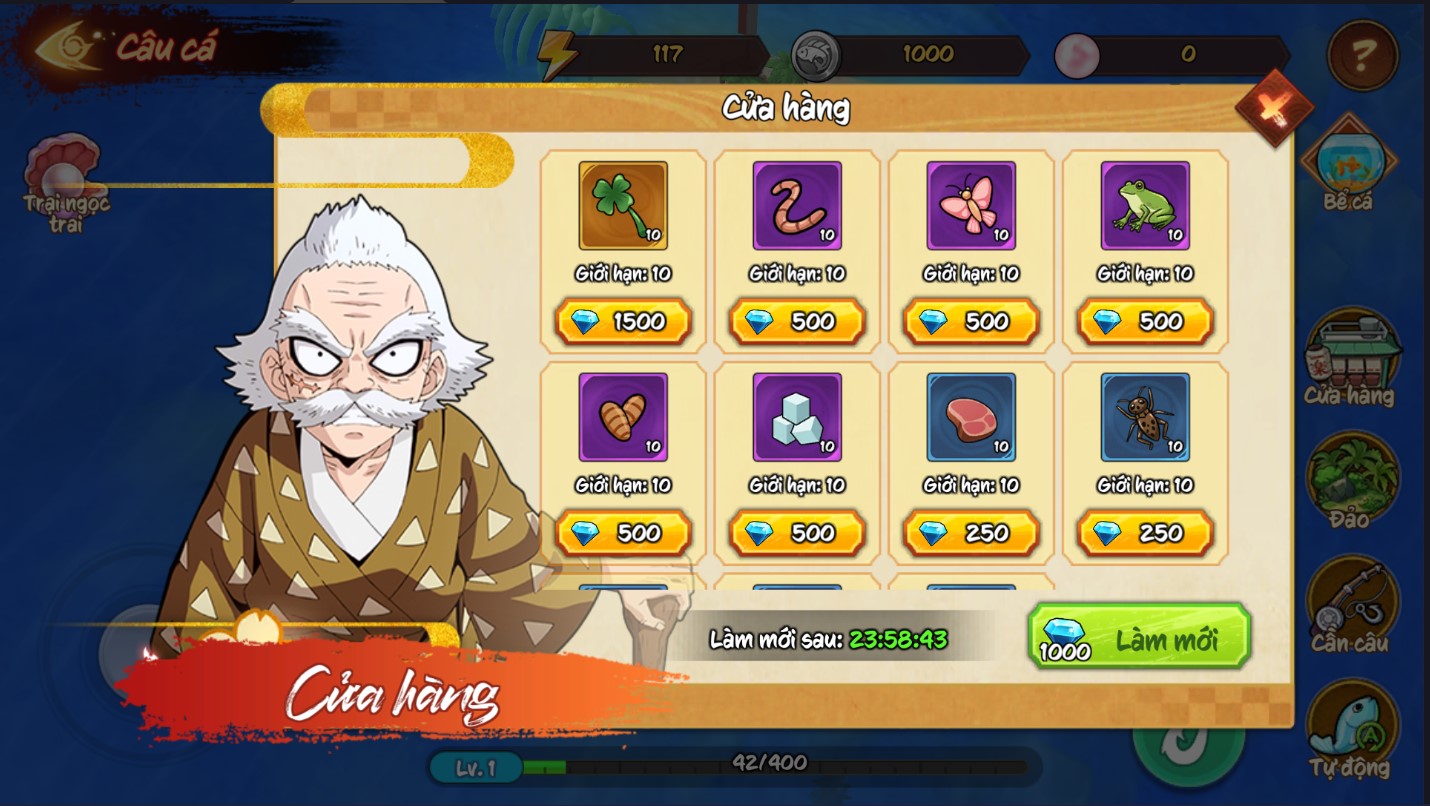 Câu cá
117
1000
0
?
Cửa hàng
Trại ngọc
trai
Bể cá
10
10
10
10
Giới hạn: 10
Giới hạn: 10
Giới hạn: 10
Giới hạn: 10
1500
500
500
500
Cửa hàng
10
10
10
10
Giới hạn: 10
Giới hạn: 10
Giới hạn: 10
Giới hạn: 10
500
500
250
250
Đảo
Làm mới sau: 23:58:43
1000
Làm mới
Cần câu
Cửa hàng
Lv.1
42/400
A
Tự động